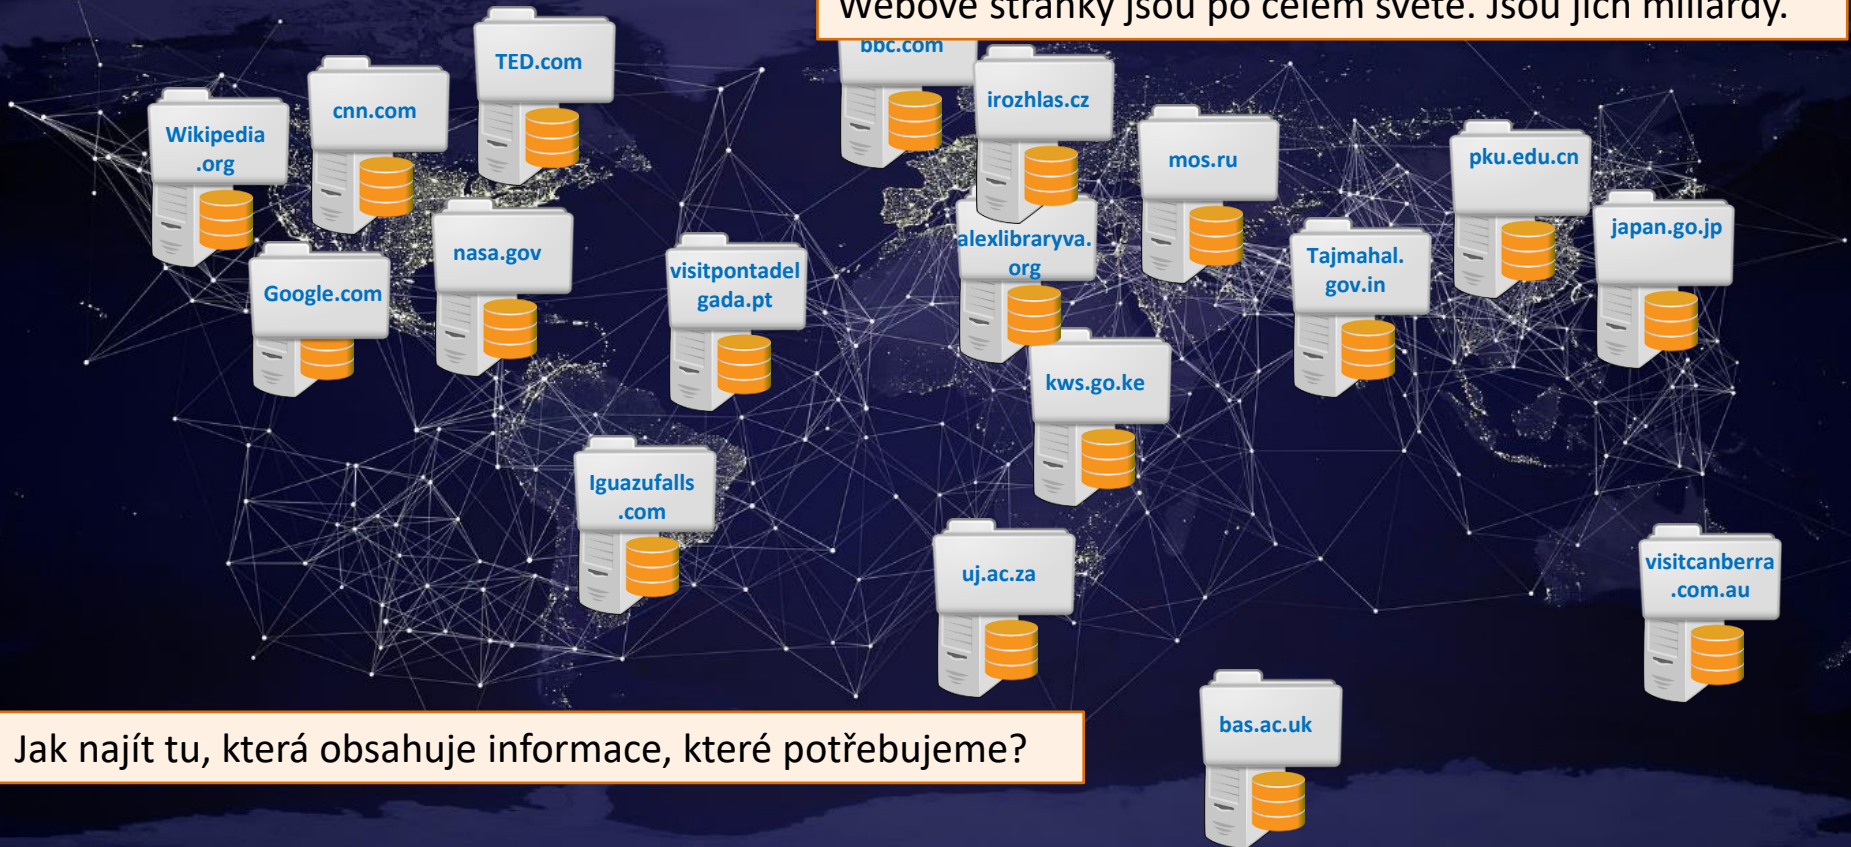 Webové stránky jsou po celém světě. Jsou jich miliardy.
bbc.com
TED.com
irozhlas.cz
cnn.com
Wikipedia
.org
mos.ru
pku.edu.cn
japan.go.jp
nasa.gov
alexlibraryva.
org
Tajmahal.
gov.in
visitpontadel
gada.pt
Google.com
kws.go.ke
Iguazufalls
.com
uj.ac.za
visitcanberra
.com.au
bas.ac.uk
Jak najít tu, která obsahuje informace, které potřebujeme?